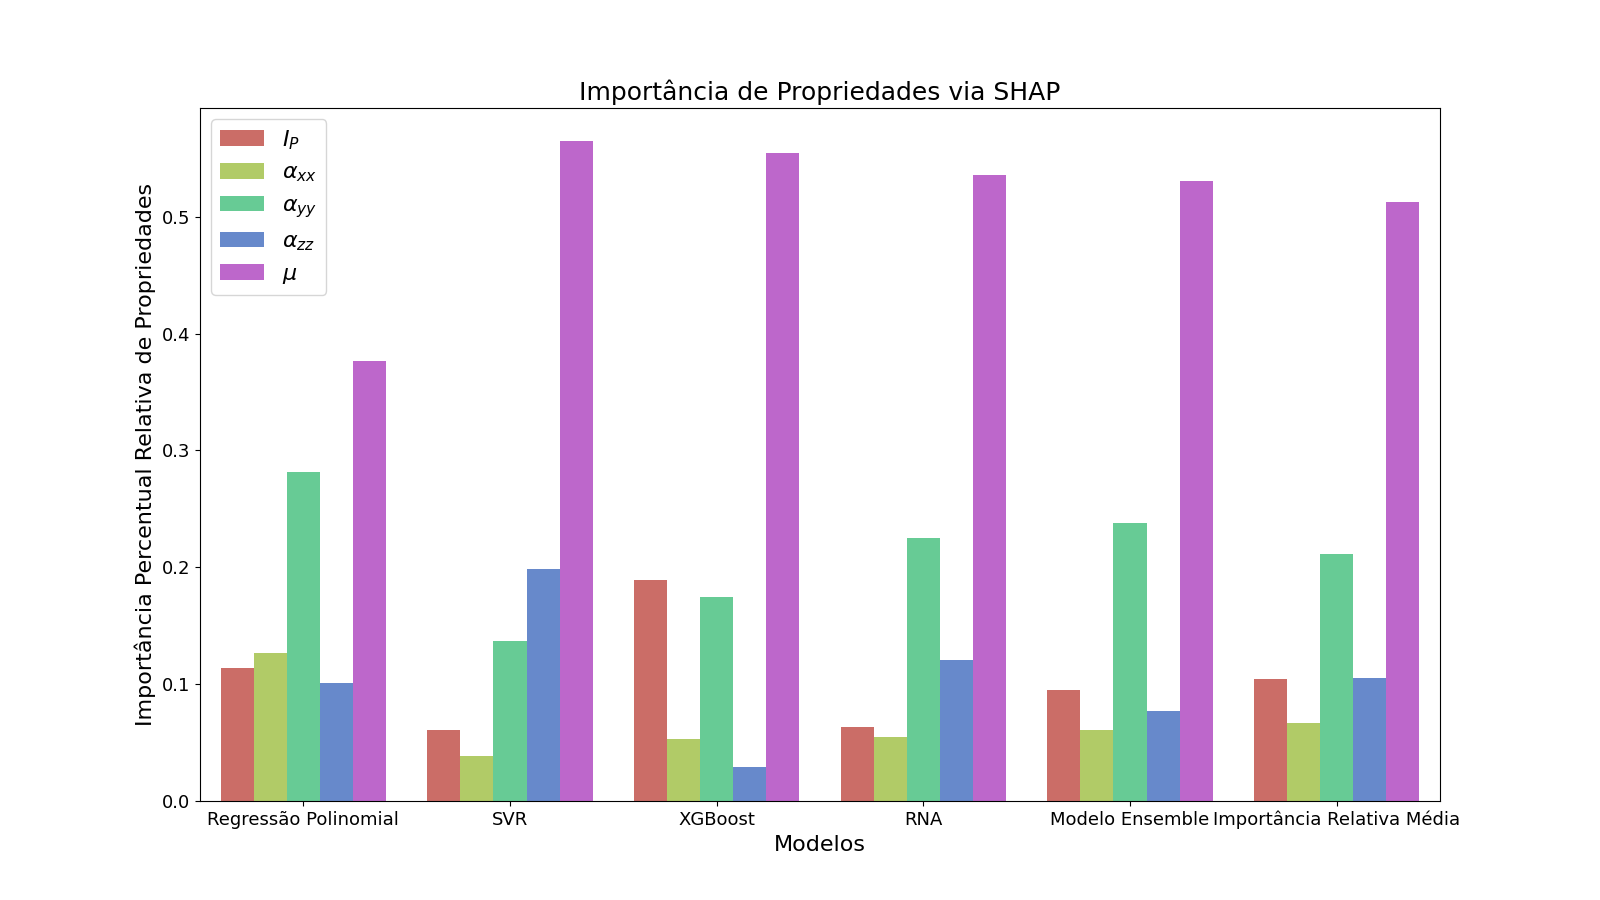 Importância de Propriedades via SHAP
I_P
α_xx
α_yy
α_zz
μ
Importância Percentual Relativa de Propriedades
0.5
0.4
0.3
0.2
0.1
0.0
Regressão Polinomial
SVR
XGBoost
RNA
Modelo Ensemble
Importância Relativa Média
Modelos